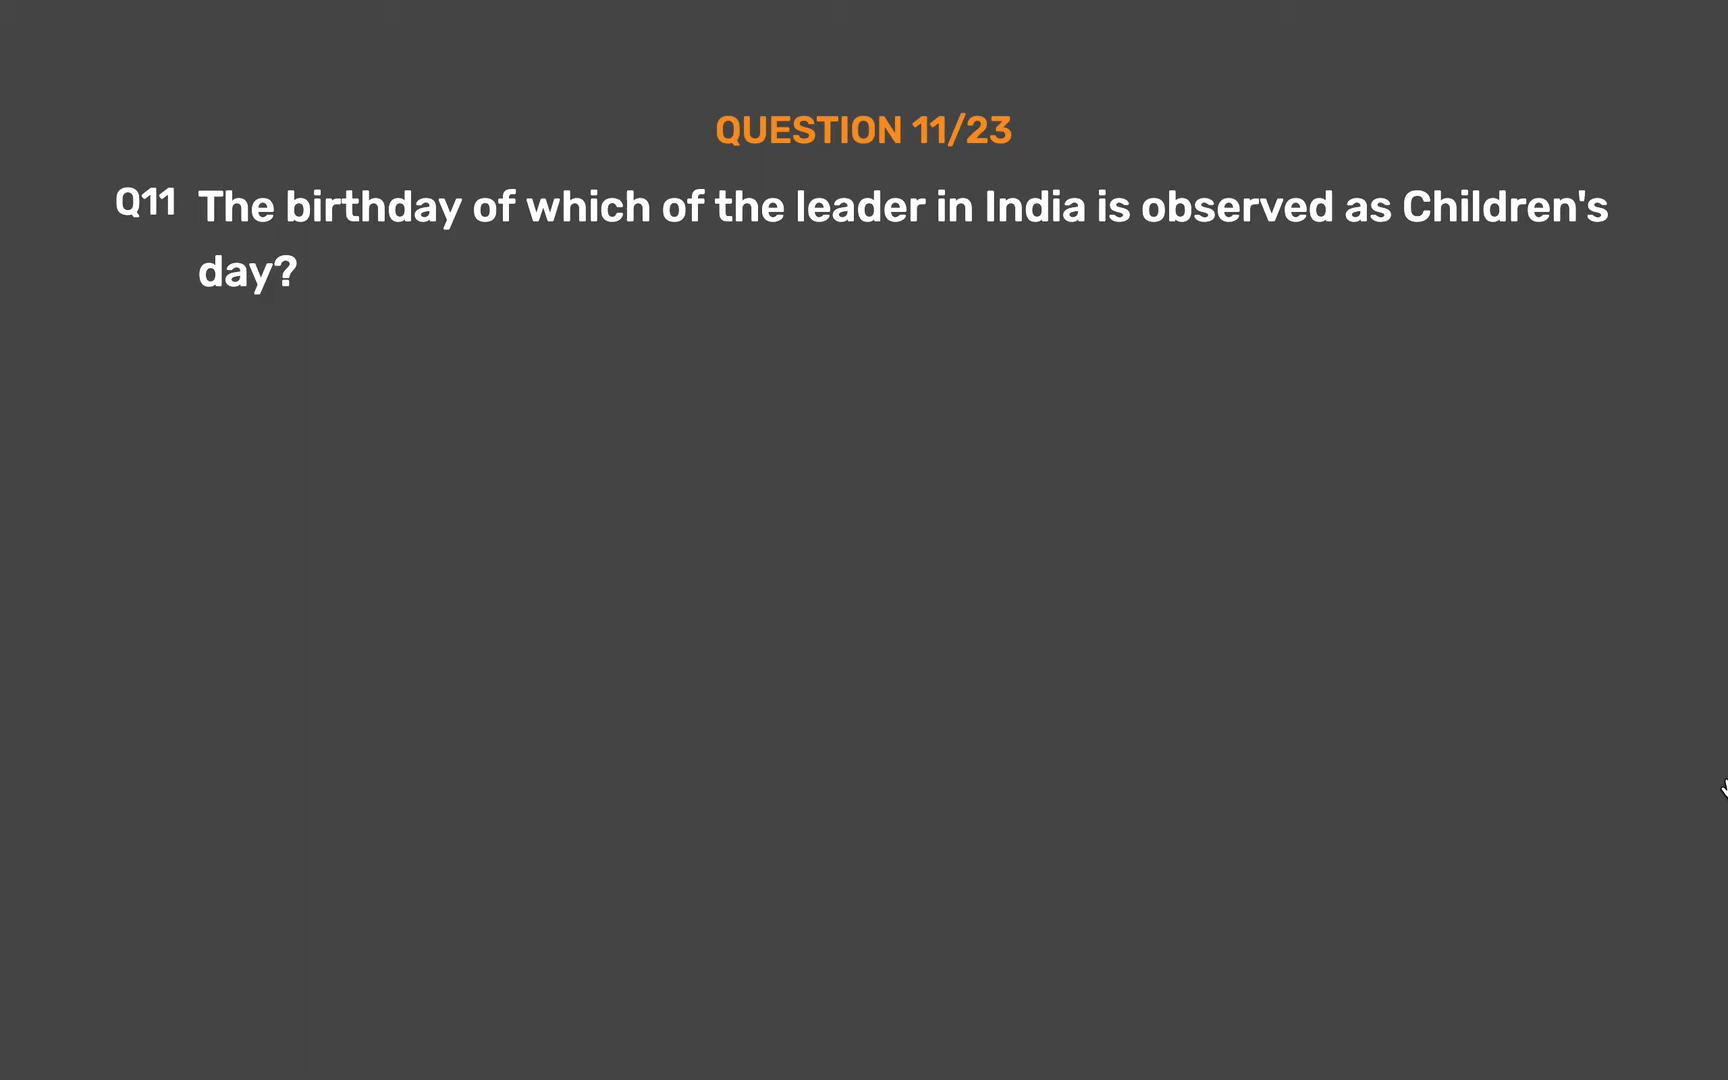 QUESTION 11/23
Q11 The birthday of which of the leader in India is observed as Children's
day?